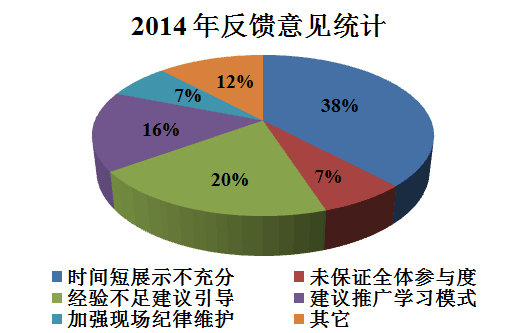 2014年反馈意见统计
12%
38%
7%
16%
20%
7%
时间短展示不充分
未保证全体参与度
经验不足建议引导
建议推广学习模式
加强现场纪律维护
其它